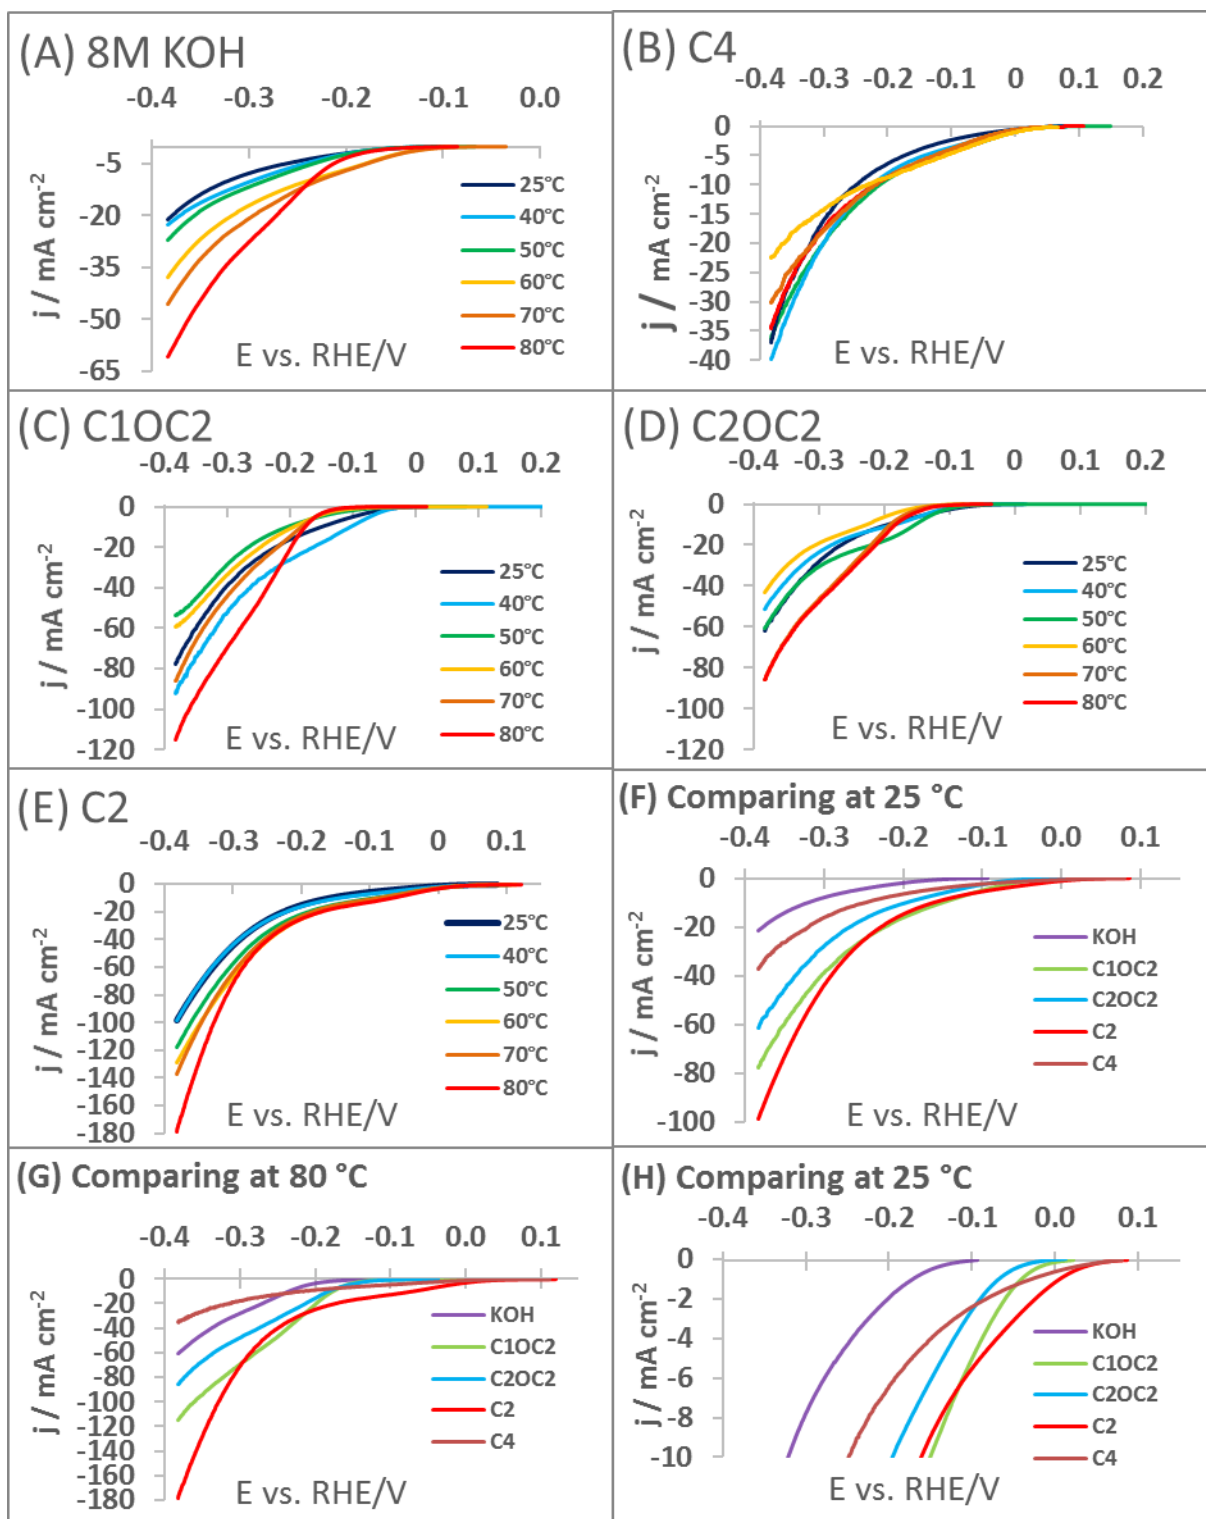 (A) 8M KOH
-0.4 -0.3 -0.2 -0.1 0.0
-5
-20
-35
-50
-65
j / mA cm-2
25°C
40°C
50°C
60°C
70°C
80°C
E vs. RHE/V
(B) C4
-0.4 -0.3 -0.2 -0.1 0 0.1 0.2
0
-5
-10
-15
-20
-25
-30
-35
-40
j / mA cm-2
E vs. RHE/V
(C) C1OC2
-0.4 -0.3 -0.2 -0.1 0 0.1 0.2
0
-20
-40
-60
-80
-100
-120
j / mA cm-2
25°C
40°C
50°C
60°C
70°C
80°C
E vs. RHE/V
(D) C2OC2
-0.4 -0.3 -0.2 -0.1 0 0.1 0.2
0
-20
-40
-60
-80
-100
-120
j / mA cm-2
25°C
40°C
50°C
60°C
70°C
80°C
E vs. RHE/V
(E) C2
-0.4 -0.3 -0.2 -0.1 0 0.1
0
-20
-40
-60
-80
-100
-120
-140
-160
-180
j / mA cm-2
25°C
40°C
50°C
60°C
70°C
80°C
E vs. RHE/V
(F) Comparing at 25 °C
-0.4 -0.3 -0.2 -0.1 0.0 0.1
0
-20
-40
-60
-80
-100
j / mA cm-2
KOH
C1OC2
C2OC2
C2
C4
E vs. RHE/V
(G) Comparing at 80 °C
-0.4 -0.3 -0.2 -0.1 0.0 0.1
0
-20
-40
-60
-80
-100
-120
-140
-160
-180
j / mA cm-2
KOH
C1OC2
C2OC2
C2
C4
E vs. RHE/V
(H) Comparing at 25 °C
-0.4 -0.3 -0.2 -0.1 0.0 0.1
0
-2
-4
-6
-8
-10
j / mA cm-2
KOH
C1OC2
C2OC2
C2
C4
E vs. RHE/V